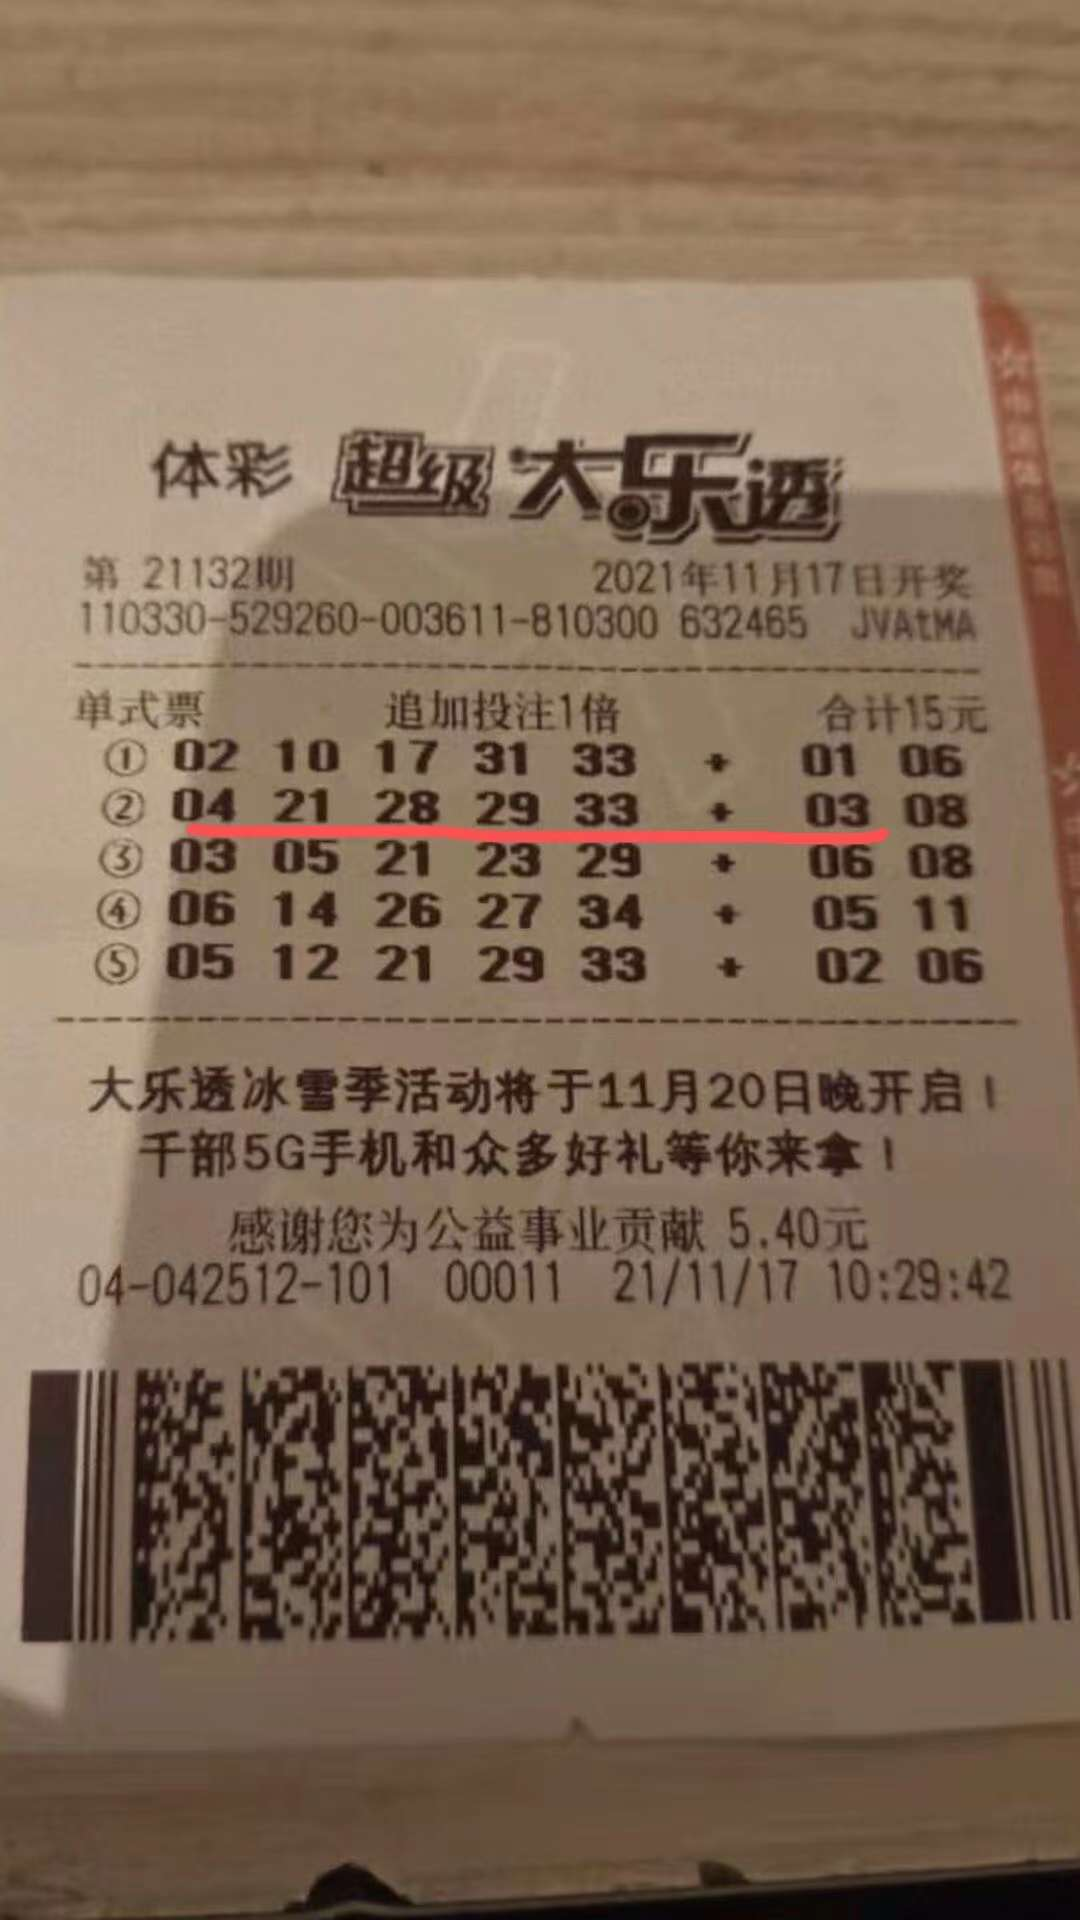 体彩 超级大乐透
第 21132期 2021年11月17日开奖
110330-529260-003611-810300 632465 JVAtMA
单式票 追加投注1倍 合计15元
① 02 10 17 31 33 + 01 06
② 04 21 28 29 33 + 03 08
③ 03 05 21 23 29 + 06 08
④ 06 14 26 27 34 + 05 11
⑤ 05 12 21 29 33 + 02 06
大乐透冰雪季活动将于11月20日晚开启！
千部5G手机和众多好礼等你来拿！
感谢您为公益事业贡献 5.40元
04-042512-101 00011 21/11/17 10:29:42